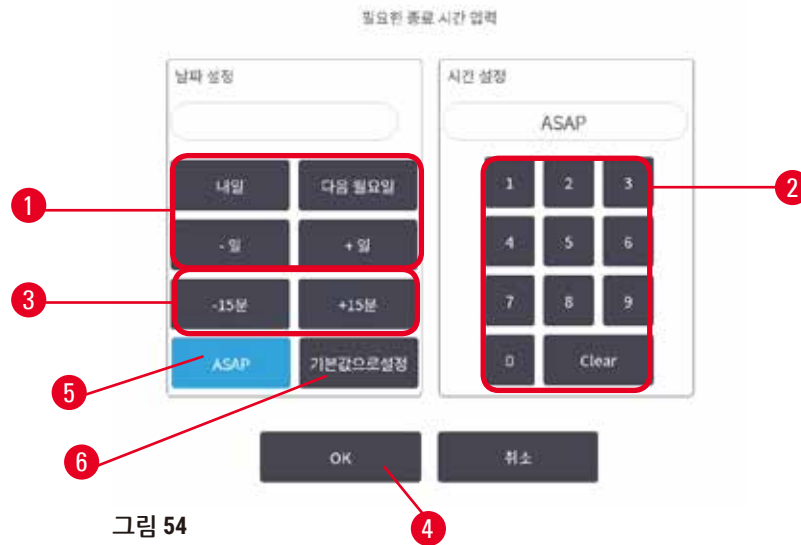 필요한 종료 시간 입력
날짜 설정
시간 설정
ASAP
내일
다음 월요일
1
2
3
1
2
- 일
+ 일
4
5
6
3
-15분
+15분
7
8
9
ASAP
기본값으로설정
0
Clear
5
6
OK
취소
그림 54
4